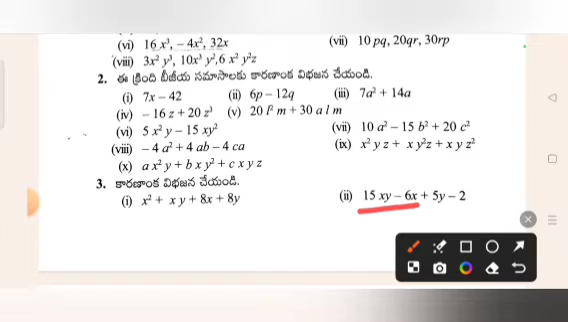 (vi) 16 x³, – 4x², 32x (vii) 10 pq, 20qr, 30rp
(viii) 3x² y³, 10x³ y², 6 x² y²z
2. ఈ క్రింది బీజీయ సమాసాలకు కారణాంక విభజన చేయండి.
(i) 7x – 42 (ii) 6p – 12q (iii) 7a² + 14a
(iv) – 16 z + 20 z³ (v) 20 l² m + 30 a l m
(vi) 5 x² y – 15 xy² (vii) 10 a² – 15 b² + 20 c²
(viii) – 4 a² + 4 ab – 4 ca (ix) x² y z + x y²z + x y z²
(x) a x² y + b x y² + c x y z
3. కారణాంక విభజన చేయండి.
(i) x² + x y + 8x + 8y (ii) 15 xy – 6x + 5y – 2